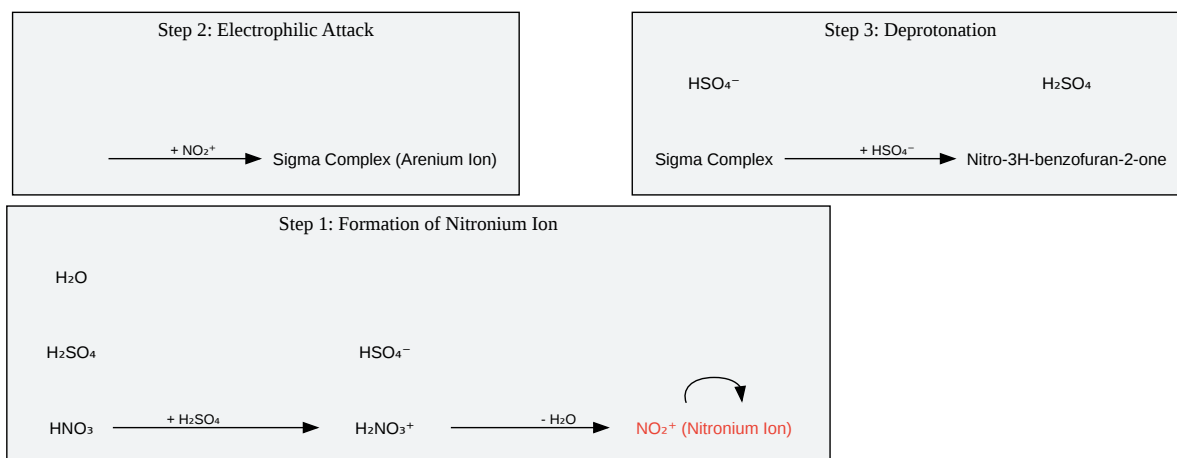 Step 2: Electrophilic Attack
+ NO₂⁺
Sigma Complex (Arenium Ion)
Step 3: Deprotonation
HSO₄⁻
H₂SO₄
Sigma Complex
+ HSO₄⁻
Nitro-3H-benzofuran-2-one
Step 1: Formation of Nitronium Ion
H₂O
H₂SO₄
HSO₄⁻
HNO₃
+ H₂SO₄
H₂NO₃⁺
- H₂O
NO₂⁺ (Nitronium Ion)